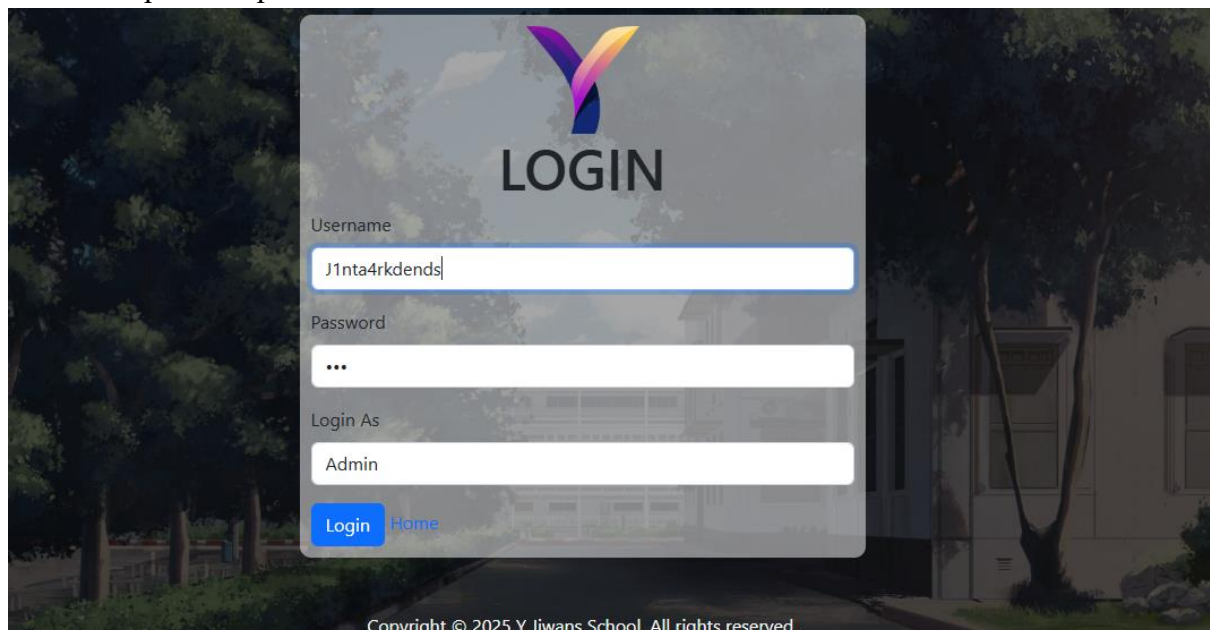 LOGIN
Username
J1nta4rkdends
Password
•••
Login As
Admin
Login Home
Copyright © 2025 Y Jiwans School. All rights reserved